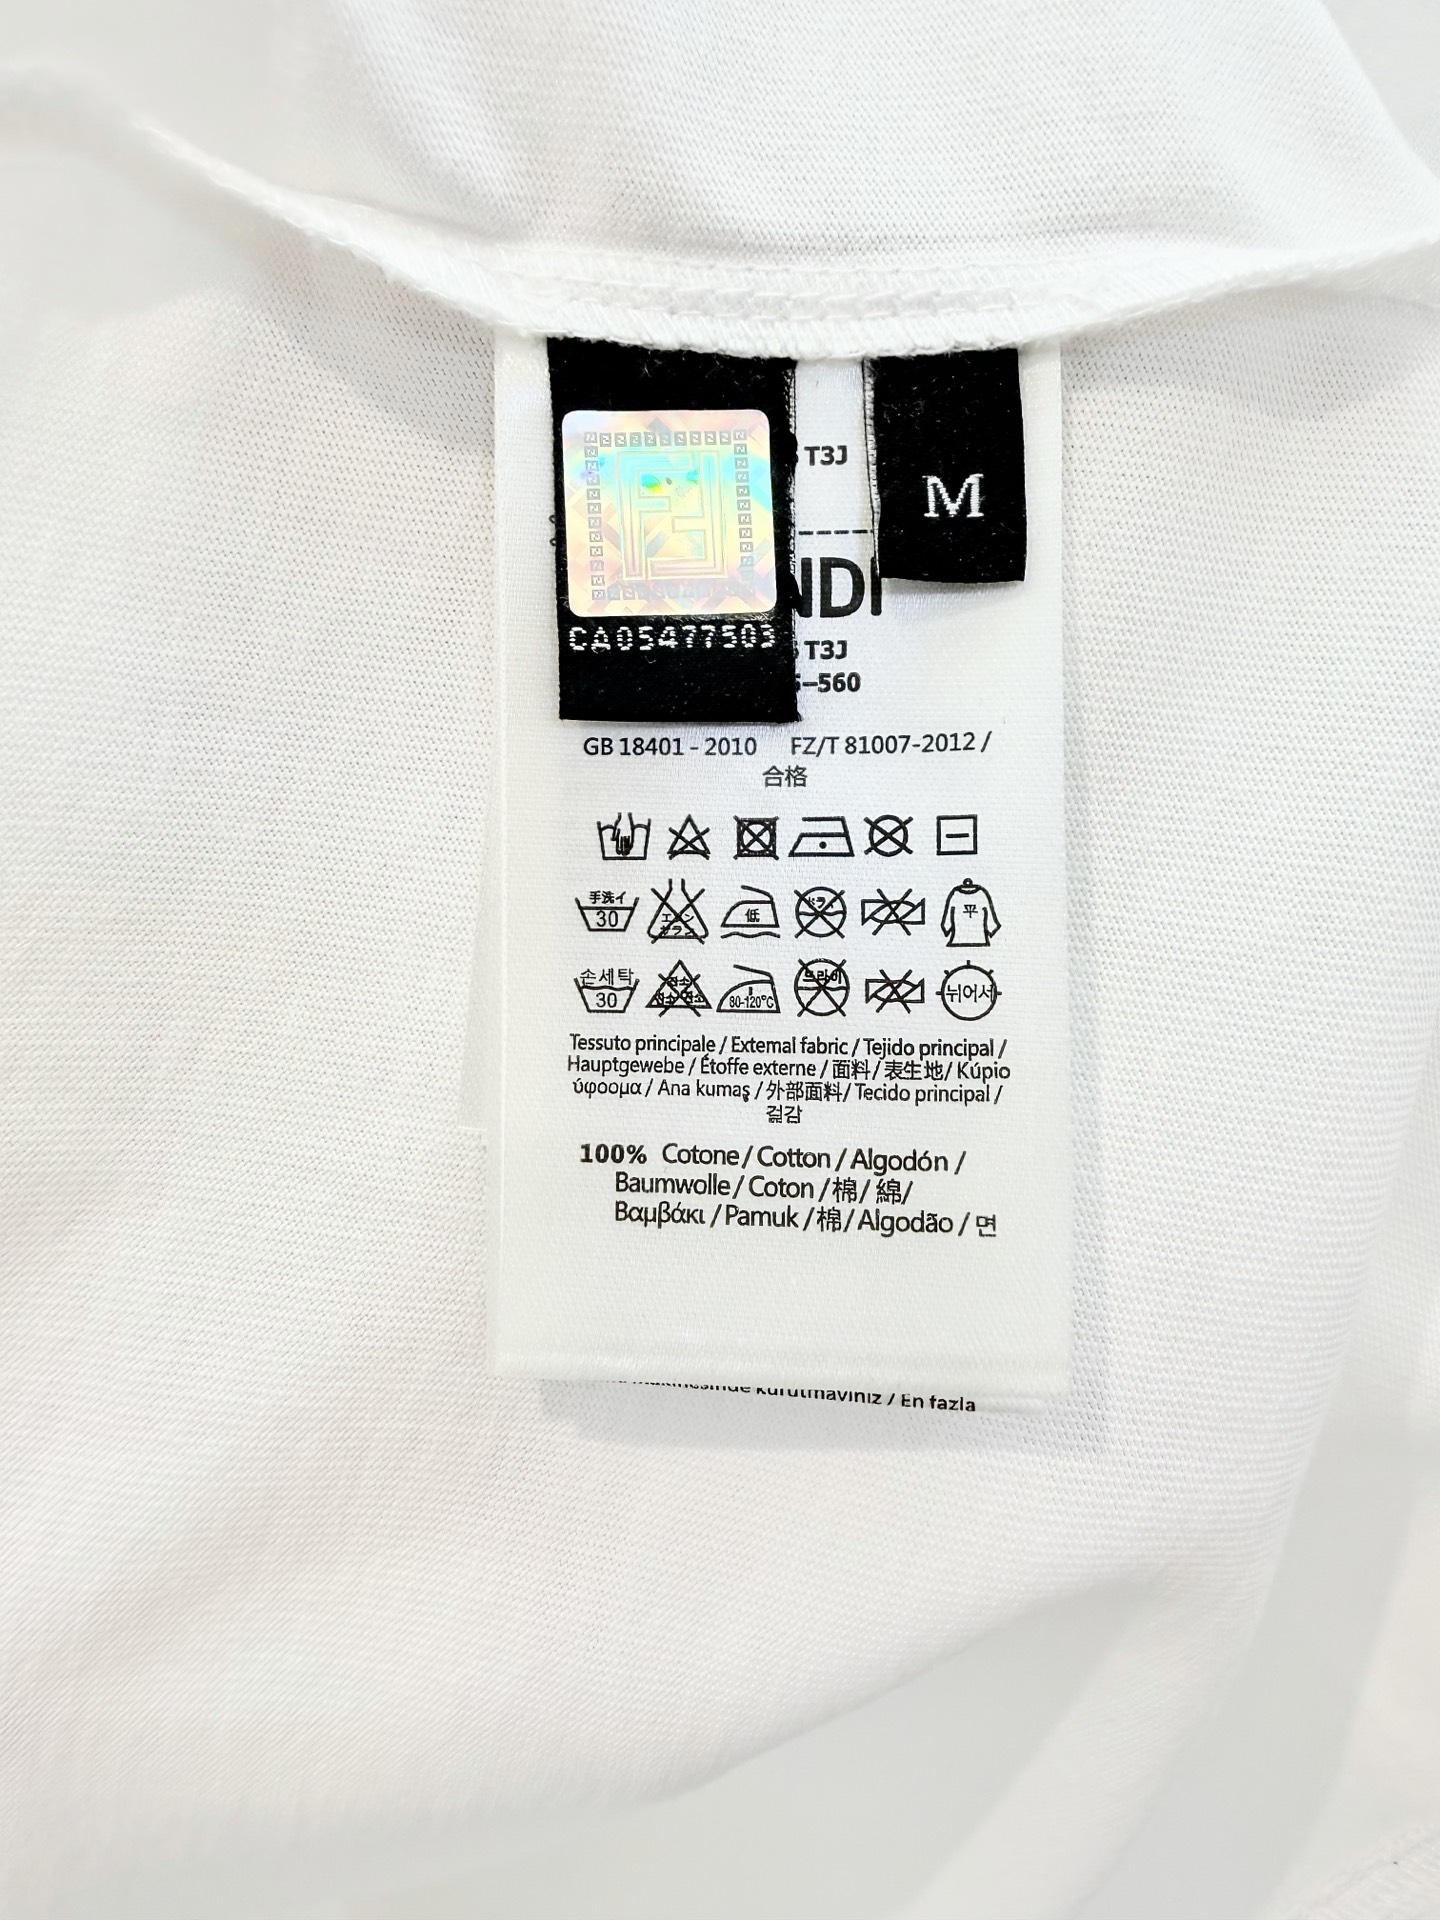 T3J
M
NDI
CA05477503
T3J
-560
GB 18401 - 2010 FZ/T 81007-2012 /
合格
手洗イ
30
低
平
손세탁
30
80-120°C
드라이
뉘어서
Tessuto principale / External fabric / Tejido principal /
Hauptgewebe / Étoffe externe / 面料/表生地/ Kúpio
ύφοομα / Ana kumaş / 外部面料/ Tecido principal /
겉감
100% Cotone / Cotton / Algodón /
Baumwolle / Coton / 棉/ 綿/
Βαμβάκι / Pamuk / 棉/ Algodão / 면
kurutmaviniz / En fazla